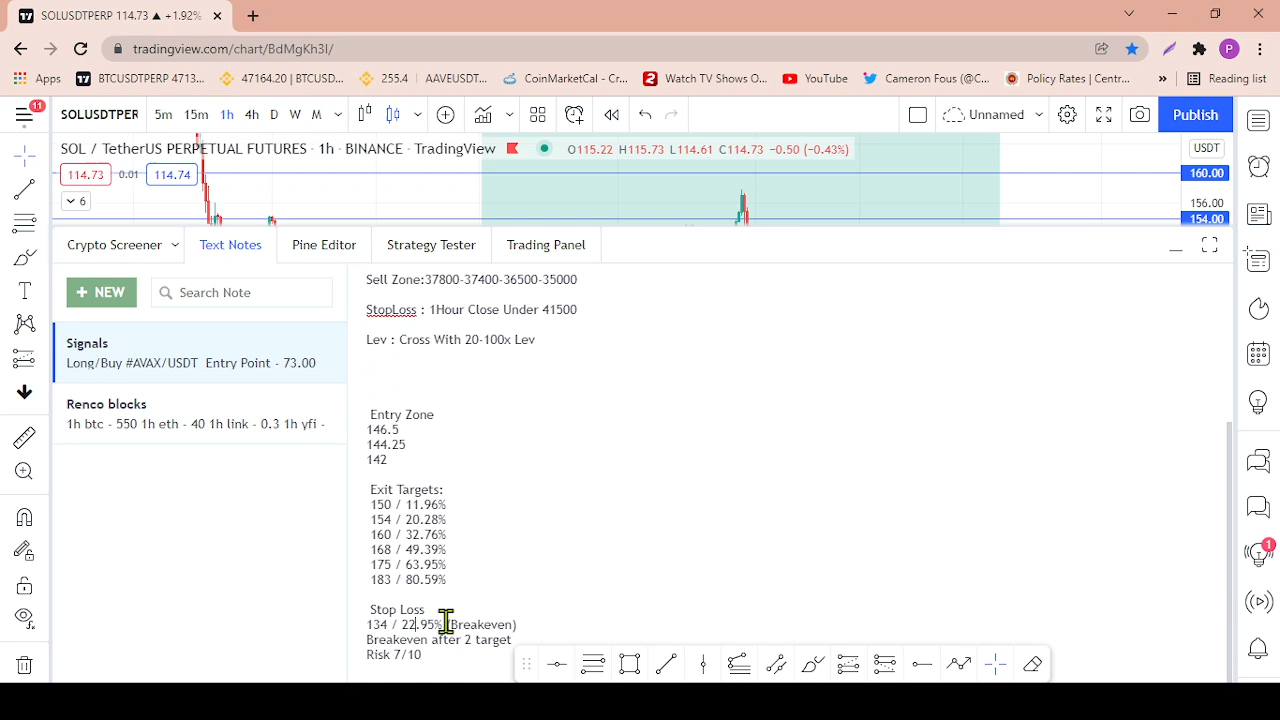 SOLUSDTPERP 114.73 ▲ +1.92%
tradingview.com/chart/BdMgKh3I/
Apps BTCUSDTPERP 4713... 47164.20 | BTCUSD... 255.4 AAVEUSDT... CoinMarketCal - Cr... Watch TV Shows O... YouTube Cameron Fous (@C... Policy Rates | Centr... » Reading list
11 SOLUSDTPER 5m 15m 1h 4h D W M Unnamed Publish
SOL / TetherUS PERPETUAL FUTURES · 1h · BINANCE · TradingView O115.22 H115.73 L114.61 C114.73 −0.50 (−0.43%) USDT
114.73 0.01 114.74 160.00
6 156.00
154.00
Crypto Screener Text Notes Pine Editor Strategy Tester Trading Panel
+ NEW Search Note
Signals
Long/Buy #AVAX/USDT Entry Point - 73.00
Renco blocks
1h btc - 550 1h eth - 40 1h link - 0.3 1h yfi -
Sell Zone:37800-37400-36500-35000
StopLoss : 1Hour Close Under 41500
Lev : Cross With 20-100x Lev
Entry Zone
146.5
144.25
142
Exit Targets:
150 / 11.96%
154 / 20.28%
160 / 32.76%
168 / 49.39%
175 / 63.95%
183 / 80.59%
Stop Loss
134 / 22.95% (Breakeven)
Breakeven after 2 target
Risk 7/10
1
P